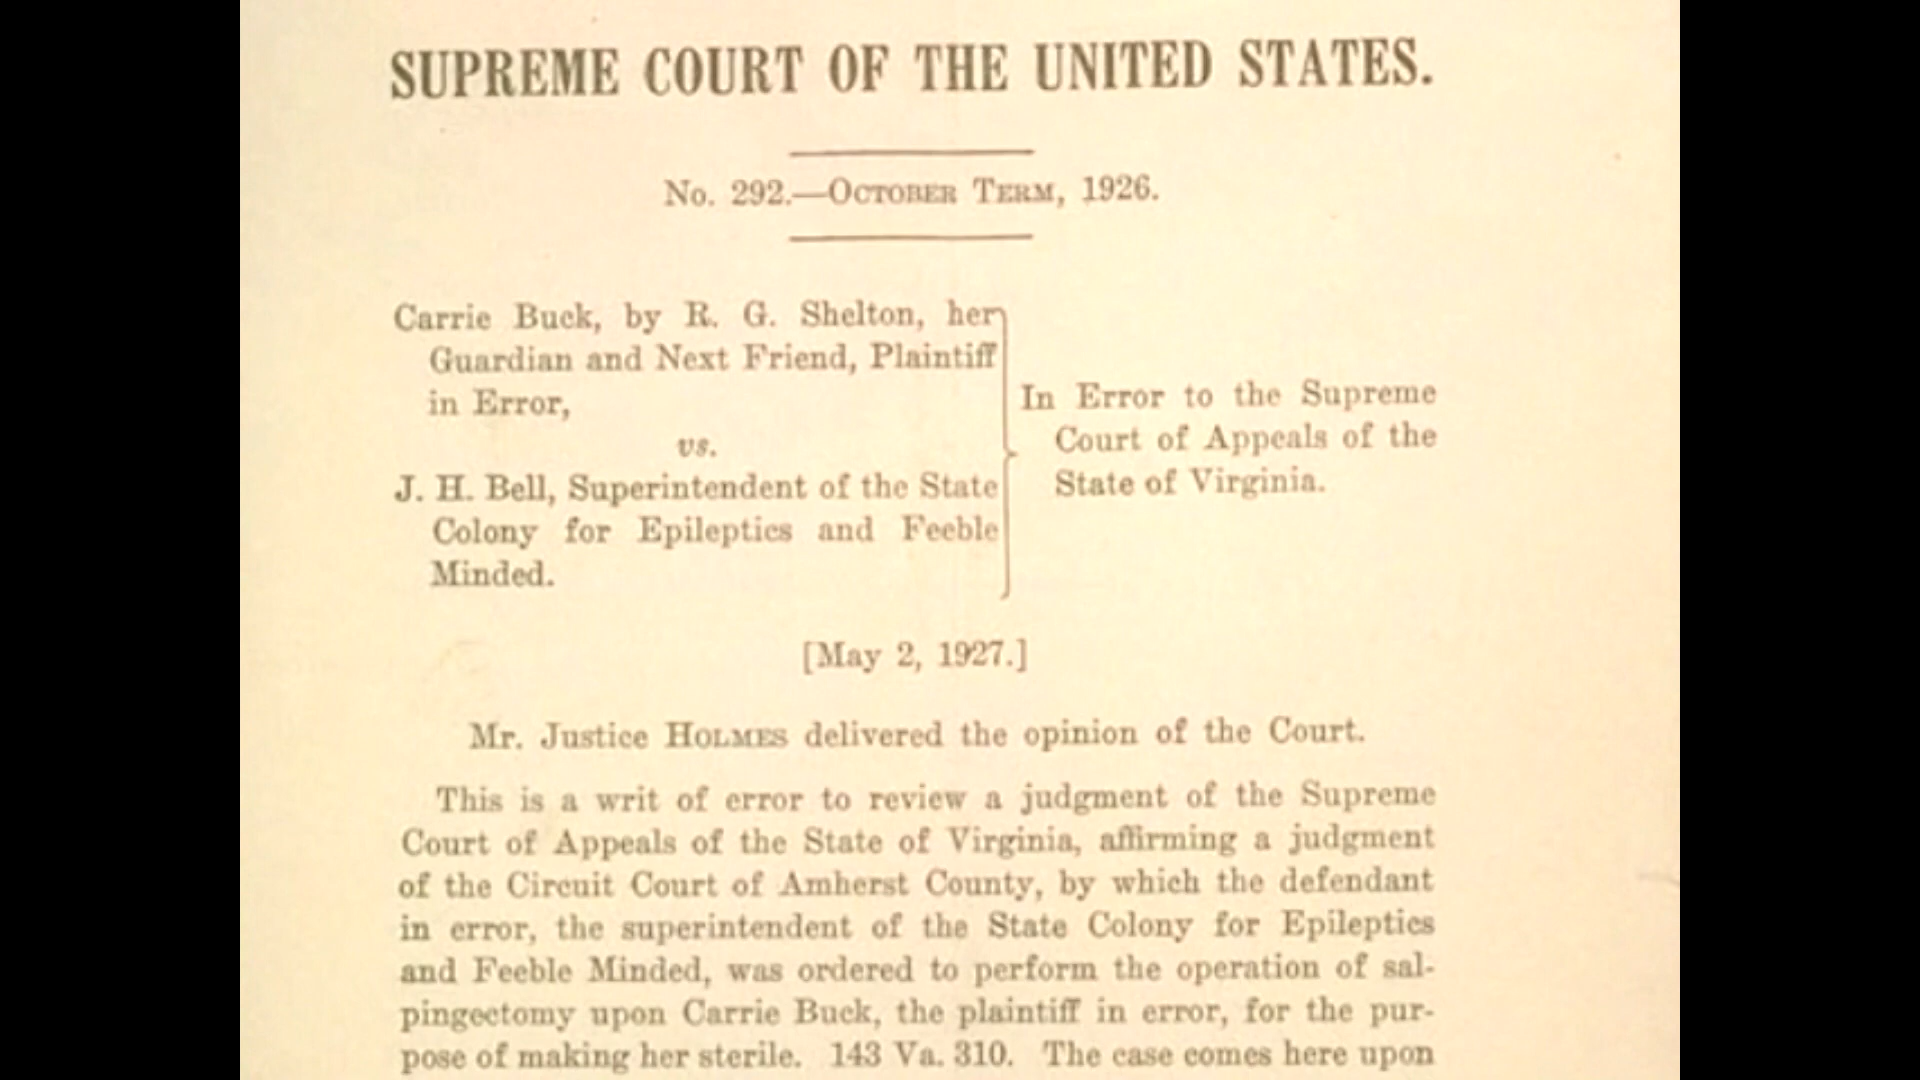 SUPREME COURT OF THE UNITED STATES.
No. 292.—OCTOBER TERM, 1926.
Carrie Buck, by R. G. Shelton, her
Guardian and Next Friend, Plaintiff
in Error,
vs.
J. H. Bell, Superintendent of the State
Colony for Epileptics and Feeble
Minded.
In Error to the Supreme
Court of Appeals of the
State of Virginia.
[May 2, 1927.]
Mr. Justice HOLMES delivered the opinion of the Court.
This is a writ of error to review a judgment of the Supreme
Court of Appeals of the State of Virginia, affirming a judgment
of the Circuit Court of Amherst County, by which the defendant
in error, the superintendent of the State Colony for Epileptics
and Feeble Minded, was ordered to perform the operation of sal-
pingectomy upon Carrie Buck, the plaintiff in error, for the pur-
pose of making her sterile. 143 Va. 310. The case comes here upon